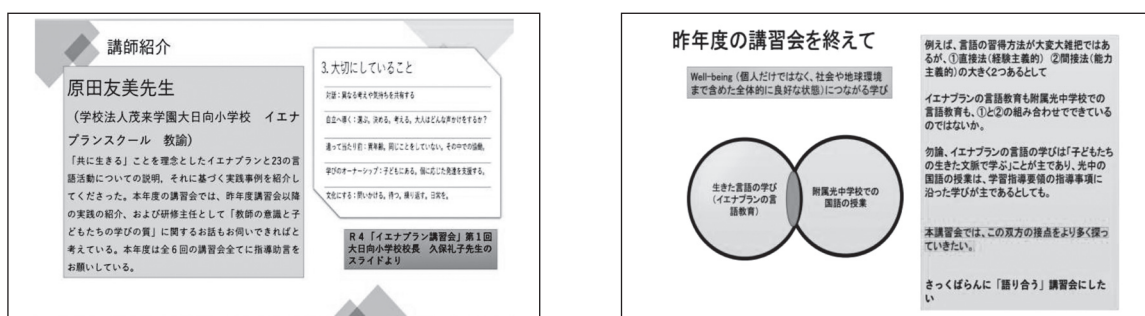 講師紹介
原田友美先生
（学校法人茂来学園大日向小学校　イエナ
プランスクール　教諭）
「共に生きる」ことを理念としたイエナプランと23の言
語活動についての説明，それに基づく実践事例を紹介し
てくださった。本年度の講習会では、昨年度講習会以降
の実践の紹介、および研修主任として「教師の意識と子
どもたちの学びの質」に関するお話もお伺いできればと
考えている。本年度は全６回の講習会全てに指導助言を
お願いしている。
3.大切にしていること
対話：異なる考えや気持ちを共有する
自立へ導く：選ぶ，決める，考える。大人はどんな声かけをするか？
違って当たり前：異年齢，同じことをしていない。その中での協働。
学びのオーナーシップ：子どもにある。個に応じた発達を支援する。
文化にする：問いかける，待つ，繰り返す。日常。
R４「イエナプラン講習会」第１回
大日向小学校校長　久保礼子先生の
スライドより
昨年度の講習会を終えて
Well-being（個人だけではなく、社会や地球環境
まで含めた全体的に良好な状態）につながる学び
生きた言語の学び
（イエナプランの言
語教育）
附属光中学校での
国語の授業
例えば、言語の習得方法が大変大雑把ではあ
るが、①直接法（経験主義的）　②間接法（能力
主義的）の大きく2つあるとして
イエナプランの言語教育も附属光中学校での
言語教育も、①と②の組み合わせでできている
のではないか。
勿論、イエナプランの言語の学びは「子どもたち
の生きた文脈で学ぶ」ことが主であり、光中の
国語の授業は、学習指導要領の指導事項に
沿った学びが主であるとしても。
本講習会では、この双方の接点をより多く探っ
ていきたい。
さっくばらんに「語り合う」講習会にした
い